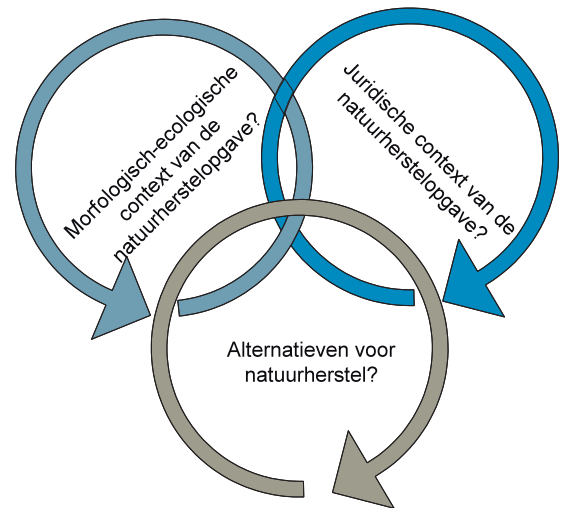 Morfologisch-ecologische
context van de
natuurherstelopgave?
Juridische context van de
natuurherstelopgave?
Alternatieven voor
natuurherstel?